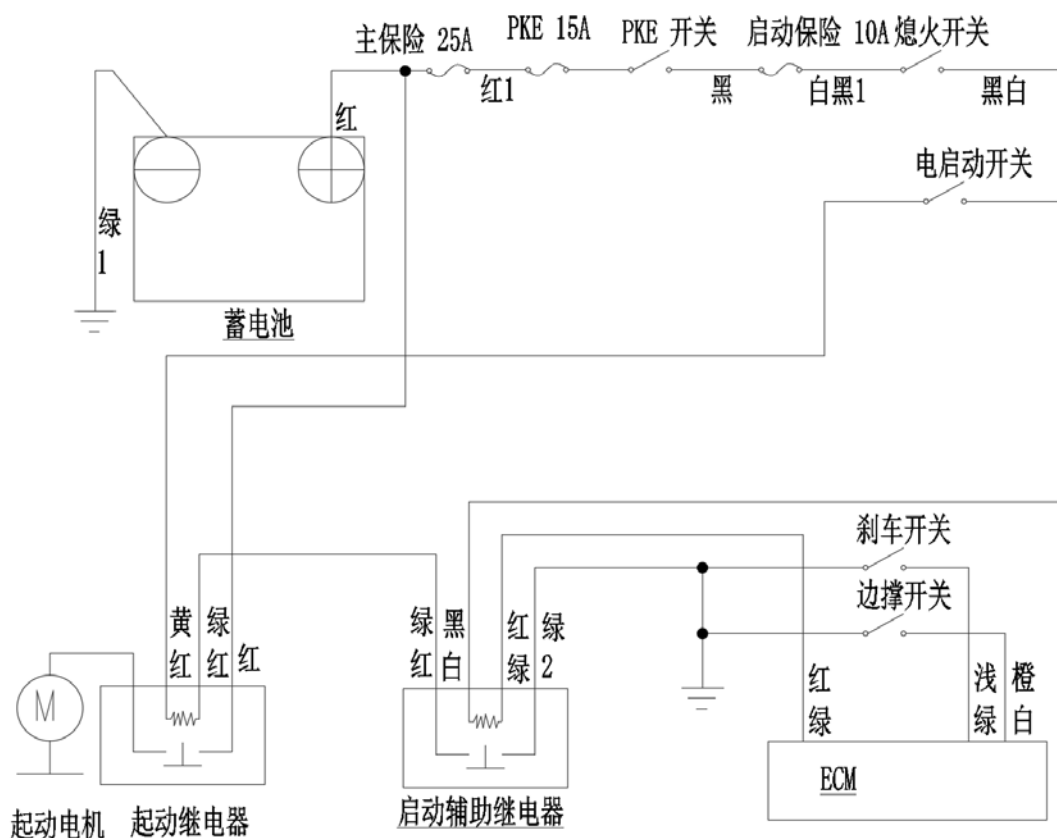 主保险 25A
PKE 15A
PKE 开关
启动保险 10A
熄火开关
红1
黑
白黑1
黑白
红
电启动开关
绿1
蓄电池
刹车开关
边撑开关
黄红
绿红
红
绿红
黑白
红绿
绿2
红绿
浅绿
橙白
M
ECM
起动电机
起动继电器
启动辅助继电器